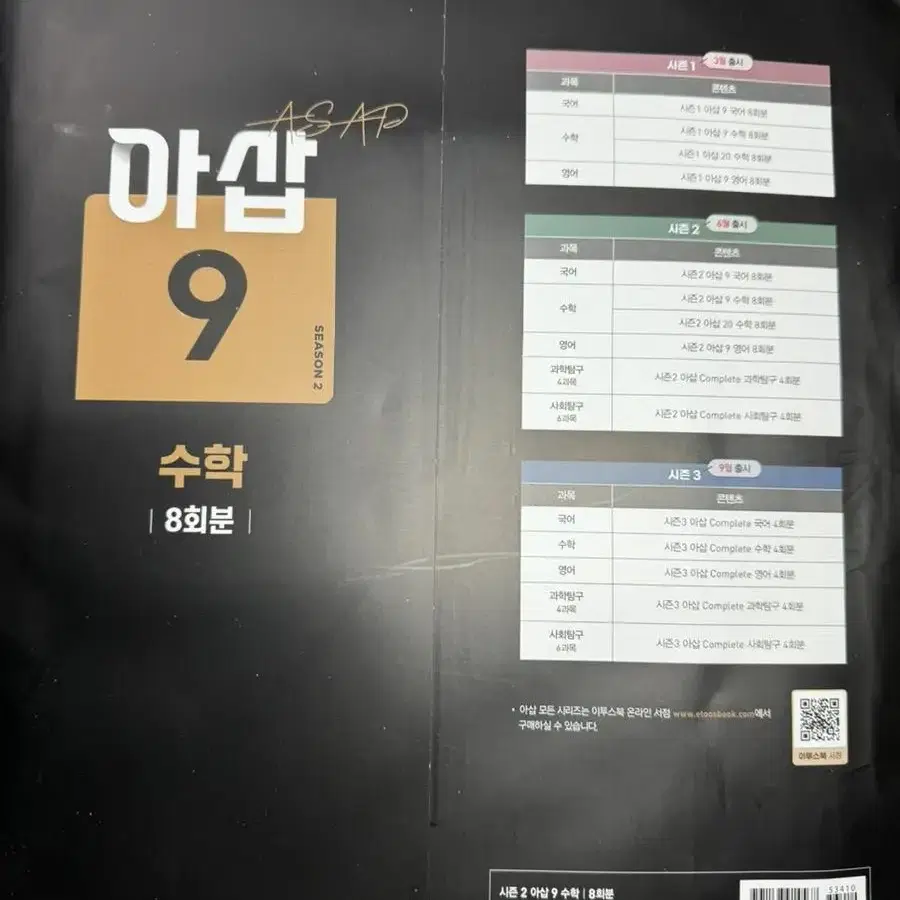 ASAP
아삽
9
SEASON 2
수학
| 8회분 |
시즌 1 3월 출시
과목 콘텐츠
국어 시즌1 아삽 9 국어 8회분
수학 시즌1 아삽 9 수학 8회분
시즌1 아삽 20 수학 8회분
영어 시즌1 아삽 9 영어 8회분
시즌 2 6월 출시
과목 콘텐츠
국어 시즌2 아삽 9 국어 8회분
수학 시즌2 아삽 9 수학 8회분
시즌2 아삽 20 수학 8회분
영어 시즌2 아삽 9 영어 8회분
과학탐구 4과목 시즌2 아삽 Complete 과학탐구 4회분
사회탐구 6과목 시즌2 아삽 Complete 사회탐구 4회분
시즌 3 9월 출시
과목 콘텐츠
국어 시즌3 아삽 Complete 국어 4회분
수학 시즌3 아삽 Complete 수학 4회분
영어 시즌3 아삽 Complete 영어 4회분
과학탐구 4과목 시즌3 아삽 Complete 과학탐구 4회분
사회탐구 6과목 시즌3 아삽 Complete 사회탐구 4회분
• 아삽 모든 시리즈는 이투스북 온라인 서점 www.etoosbook.com에서
구매하실 수 있습니다.
이투스북 서점
시즌 2 아삽 9 수학 | 8회분
53410